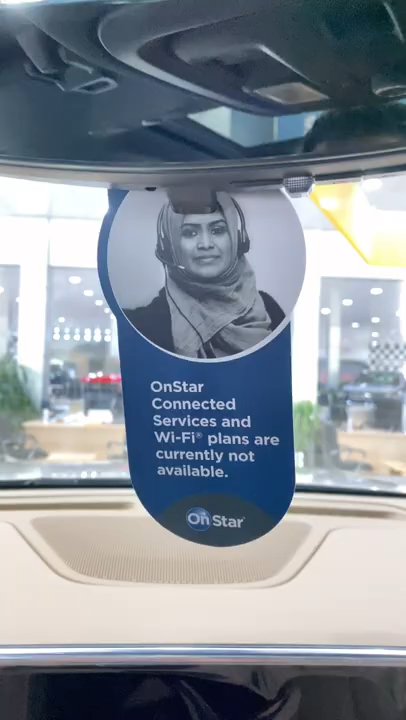 OnStar
Connected
Services and
Wi-Fi® plans are
currently not
available.
OnStar